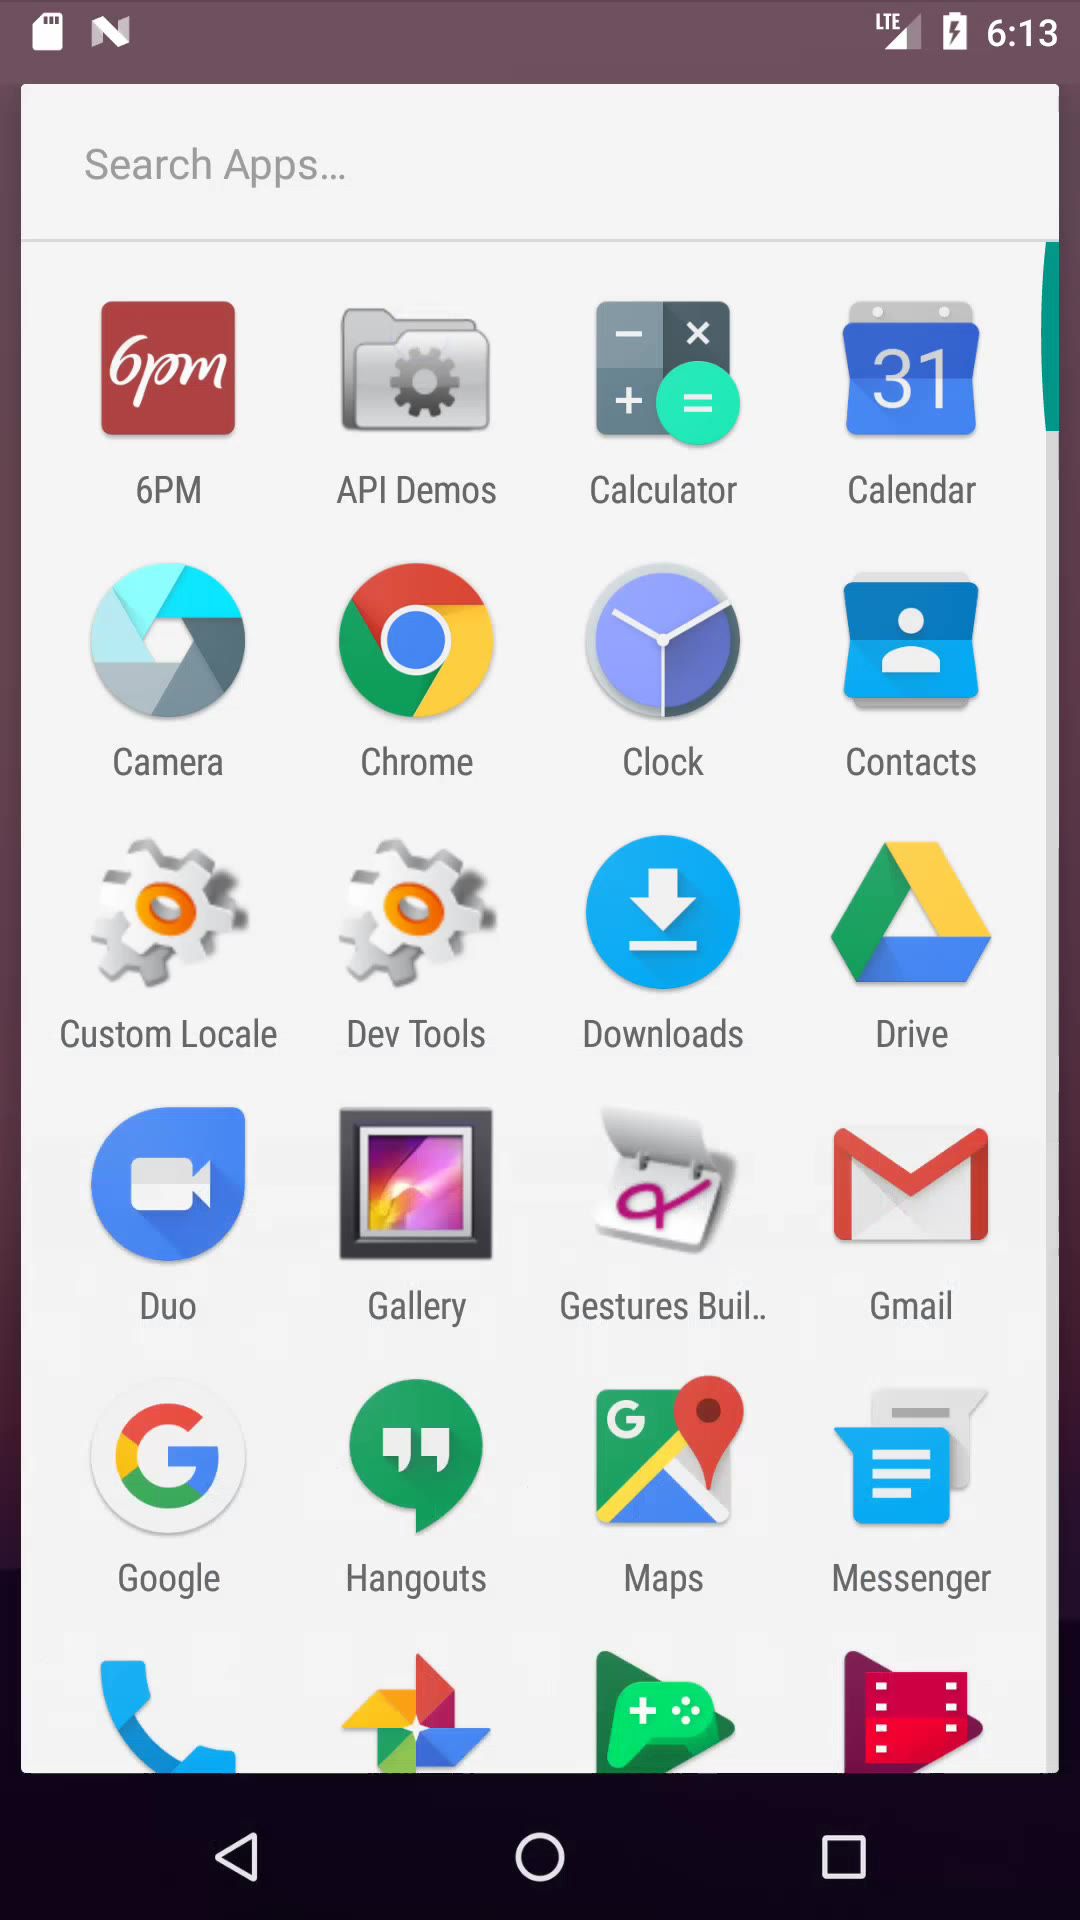 LTE 6:13
Search Apps...
6pm
31
6PM API Demos Calculator Calendar
Camera Chrome Clock Contacts
Custom Locale Dev Tools Downloads Drive
Duo Gallery Gestures Buil.. Gmail
G
Google Hangouts Maps Messenger